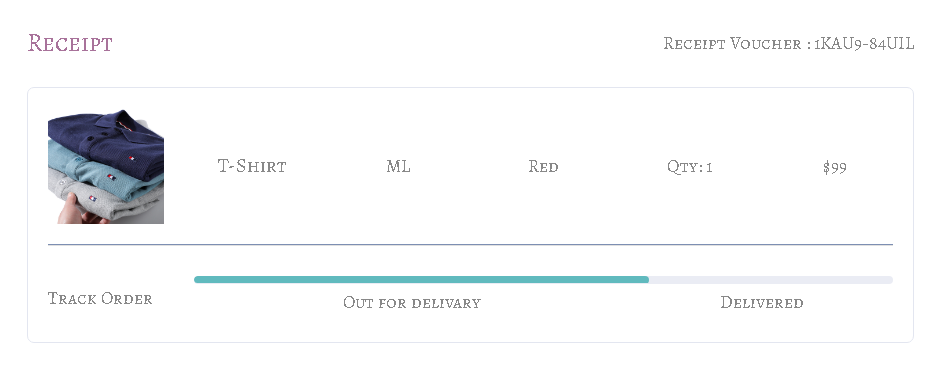 Receipt
Receipt Voucher : 1KAU9-84UIL
T-Shirt
ML
Red
Qty: 1
$99
Track Order
Out for delivary
Delivered